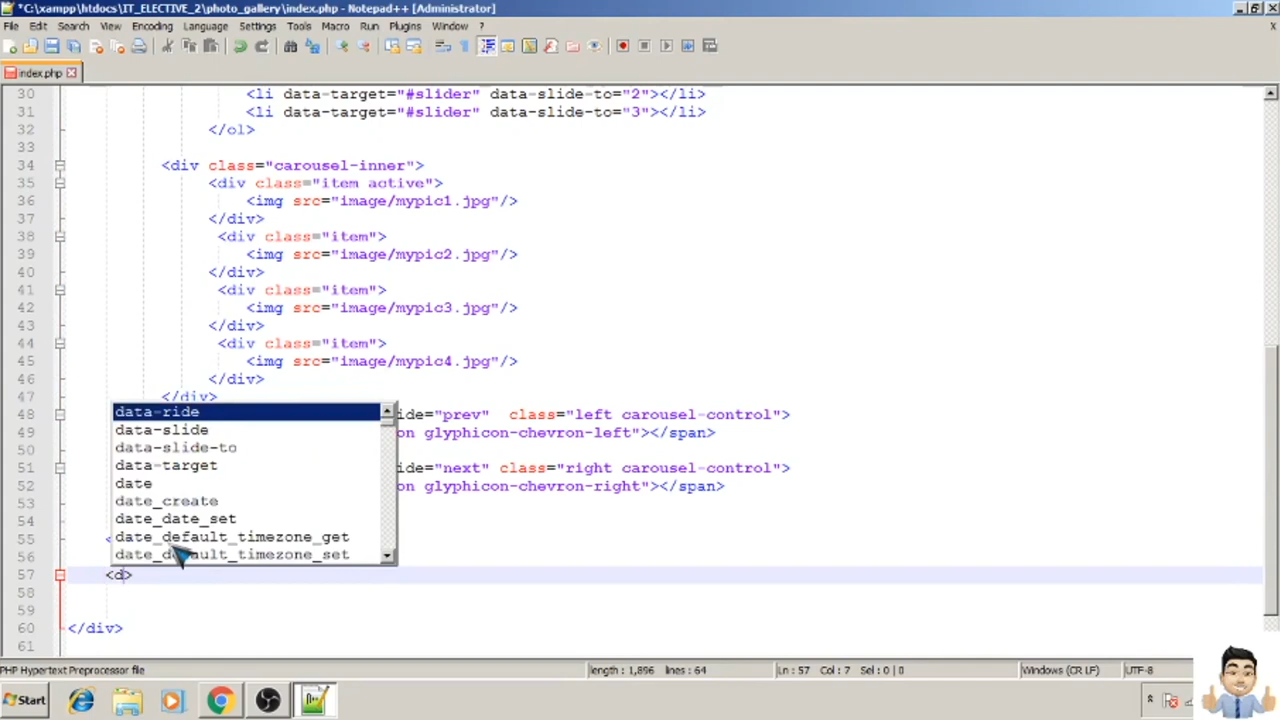 *C:\xampp\htdocs\IT_ELECTIVE_2\photo_gallery\index.php - Notepad++ [Administrator]
File Edit Search View Encoding Language Settings Tools Macro Run Plugins Window ?
index.php
30 <li data-target="#slider" data-slide-to="2"></li>
31 <li data-target="#slider" data-slide-to="3"></li>
32 </ol>
33
34 <div class="carousel-inner">
35 <div class="item active">
36 <img src="image/mypic1.jpg"/>
37 </div>
38 <div class="item">
39 <img src="image/mypic2.jpg"/>
40 </div>
41 <div class="item">
42 <img src="image/mypic3.jpg"/>
43 </div>
44 <div class="item">
45 <img src="image/mypic4.jpg"/>
46 </div>
47 </div>
data-ride
48 lide="prev" class="left carousel-control">
data-slide
49 on glyphicon-chevron-left"></span>
data-slide-to
50
data-target
51 lide="next" class="right carousel-control">
date
52 on glyphicon-chevron-right"></span>
date_create
53
date_date_set
54
date_default_timezone_get
55 <
date_default_timezone_set
56
57 <d>
58
59
60 </div>
61
PHP Hypertext Preprocessor file length : 1,896 lines : 64 Ln : 57 Col : 7 Sel : 0 | 0 Windows (CR LF) UTF-8
Start